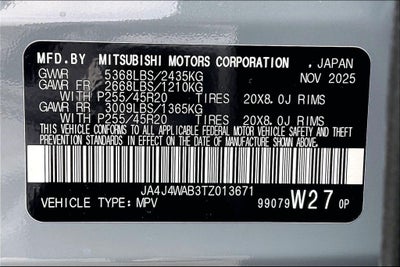 MFD.BY MITSUBISHI MOTORS CORPORATION, JAPAN
GVWR 5368LBS/2435KG NOV 2025
GAWR FR 2668LBS/1210KG
WITH P255/45R20 TIRES 20X8.0J RIMS
GAWR RR 3009LBS/1365KG
WITH P255/45R20 TIRES 20X8.0J RIMS
THIS VEHICLE CONFORMS TO ALL APPLICABLE FEDERAL MOTOR VEHICLE SAFETY AND THEFT
PREVENTION STANDARDS IN EFFECT ON THE DATE OF MANUFACTURE SHOWN ABOVE.
JA4J4WAB3TZ013671
VEHICLE TYPE: MPV 99079 W27 0P